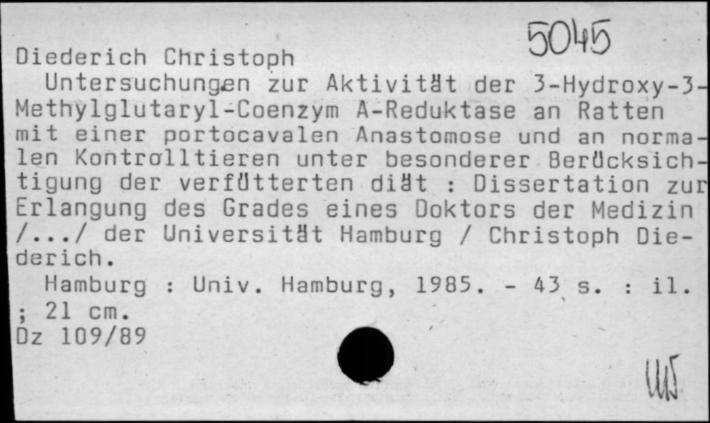 5045
Diederich Christoph
Untersuchungen zur Aktivität der 3-Hydroxy-3-
Methylglutaryl-Coenzym A-Reduktase an Ratten
mit einer portocavalen Anastomose und an norma-
len Kontrolltieren unter besonderer Berücksich-
tigung der verfütterten diät : Dissertation zur
Erlangung des Grades eines Doktors der Medizin
/.../ der Universität Hamburg / Christoph Die-
derich.
Hamburg : Univ. Hamburg, 1985. - 43 s. : il.
; 21 cm.
Dz 109/89